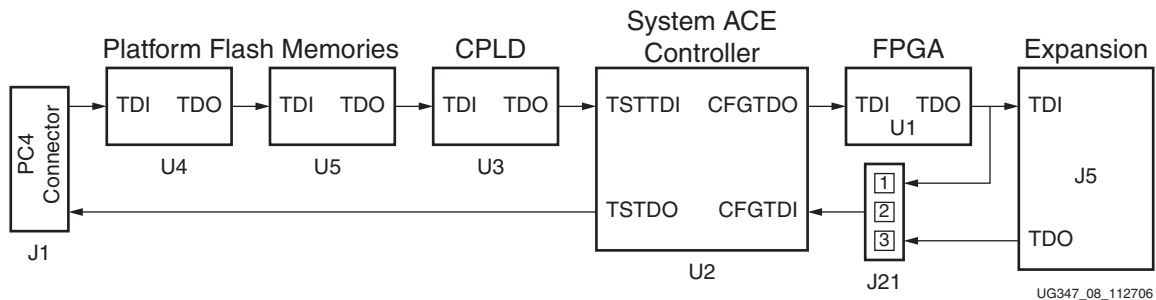 System ACE
Controller
Platform Flash Memories
CPLD
FPGA
Expansion
PC4
Connector
J1
TDI TDO
U4
TDI TDO
U5
TDI TDO
U3
TSTTDI CFGTDO
TSTDO CFGTDI
U2
TDI TDO
U1
1
2
3
J21
TDI
J5
TDO
UG347_08_112706